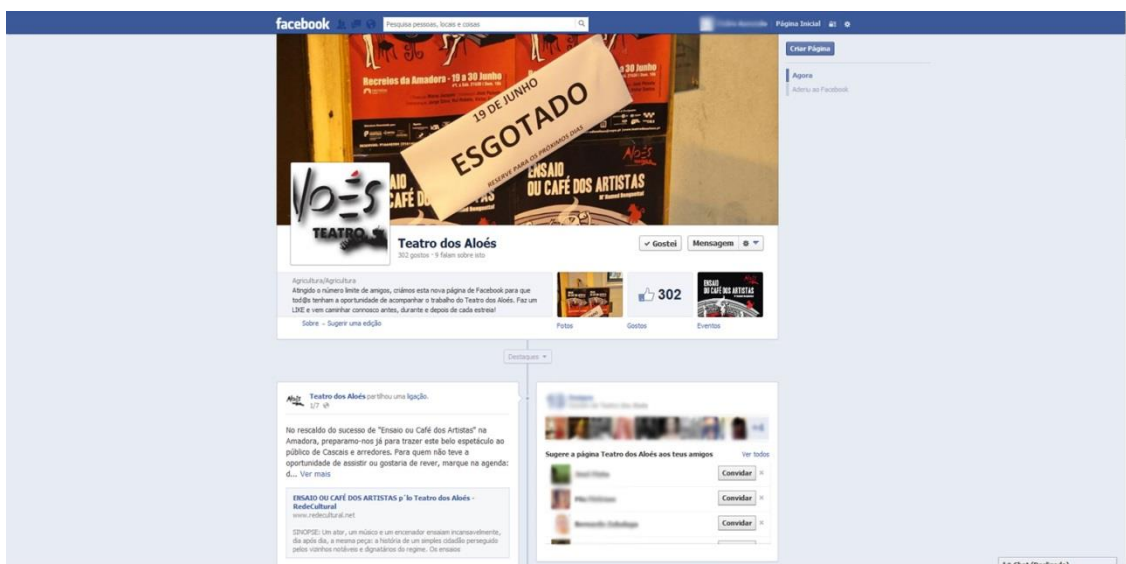 facebook
Pesquisa pessoas, locais e coisas
Página Inicial
Criar Página
Agora
Aderiu ao Facebook
Recreios da Amadora - 19 a 30 Junho
a 30 Junho
19 DE JUNHO
ESGOTADO
RESERVE PARA OS PRÓXIMOS DIAS
ENSAIO
OU CAFÉ DOS ARTISTAS
Aloés
TEATRO
Teatro dos Aloés
302 gostos · 9 falam sobre isto
✓ Gostei
Mensagem
Agricultura/Agricultura
Atingido o número limite de amigos, criámos esta nova página de Facebook para que
tod@s tenham a oportunidade de acompanhar o trabalho do Teatro dos Aloés. Faz um
LIKE e vem caminhar connosco antes, durante e depois de cada estreia!
Sobre - Sugerir uma edição
302
ENSAIO
OU CAFÉ DOS ARTISTAS
Fotos
Gostos
Eventos
Destaques
Teatro dos Aloés partilhou uma ligação.
1/7
No rescaldo do sucesso de "Ensaio ou Café dos Artistas" na
Amadora, preparamo-nos já para trazer este belo espetáculo ao
público de Cascais e arredores. Para quem não teve a
oportunidade de assistir ou gostaria de rever, marque na agenda:
d... Ver mais
ENSAIO OU CAFÉ DOS ARTISTAS p´lo Teatro dos Aloés -
RedeCultural
www.redecultural.net
SINOPSE: Um ator, um músico e um encenador ensaiam incansavelmente,
dia após dia, a mesma peça: a história de um simples cidadão perseguido
pelos vizinhos notáveis e dignatários do regime. Os ensaios
Sugere a página Teatro dos Aloés aos teus amigos
Ver todos
Convidar
Convidar
Convidar